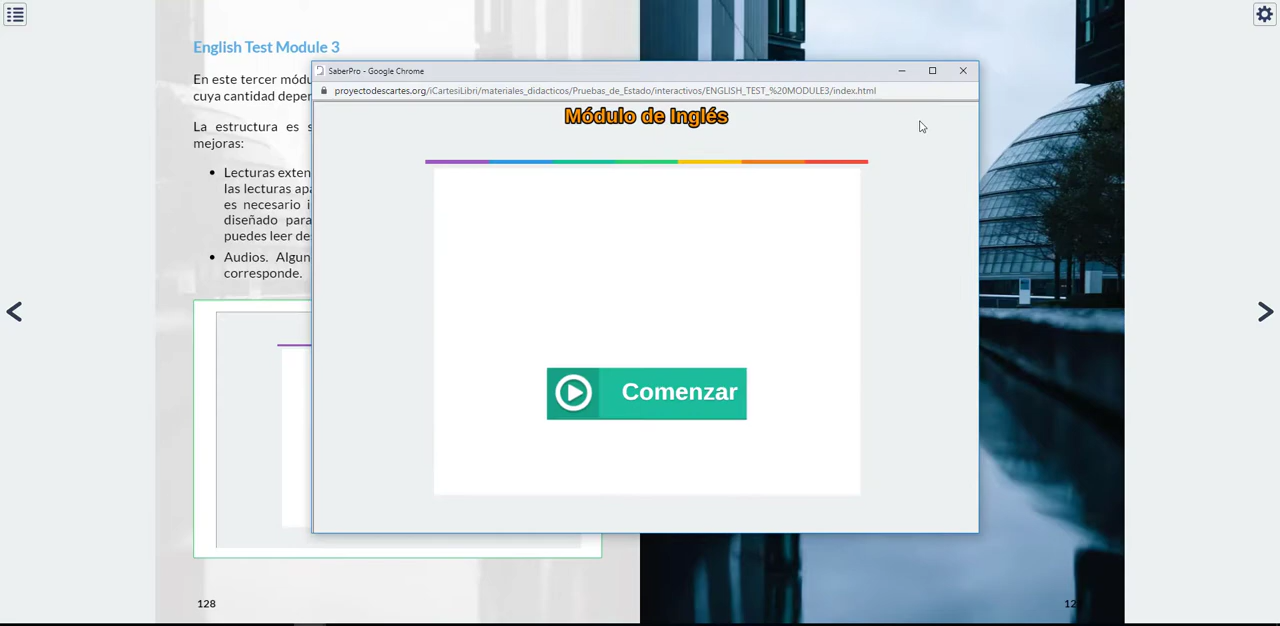 English Test Module 3
En este tercer módu
cuya cantidad depen
La estructura es s
mejoras:
• Lecturas exten
las lecturas apa
es necesario i
diseñado para
puedes leer de
• Audios. Algun
corresponde.
128
SaberPro - Google Chrome
proyectodescartes.org/iCartesiLibri/materiales_didacticos/Pruebas_de_Estado/interactivos/ENGLISH_TEST_%20MODULE3/index.html
Módulo de Inglés
Comenzar
12